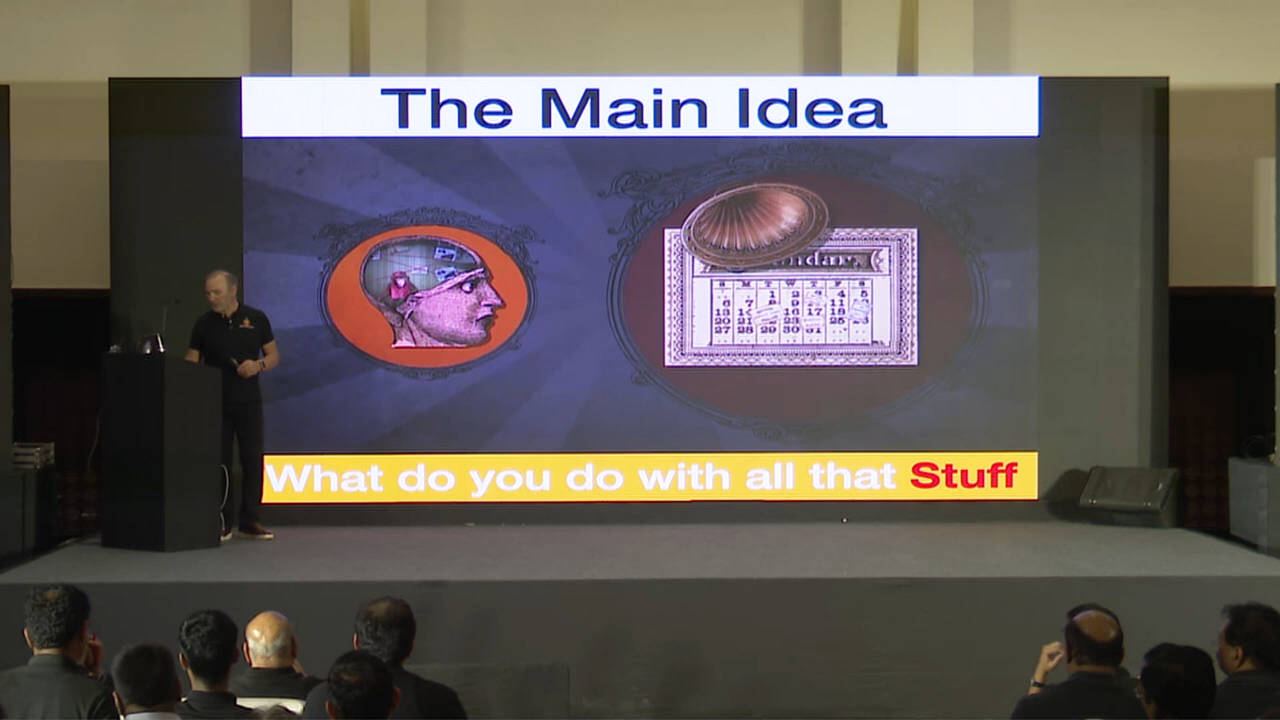 The Main Idea
S M T W T F S
What do you do with all that Stuff